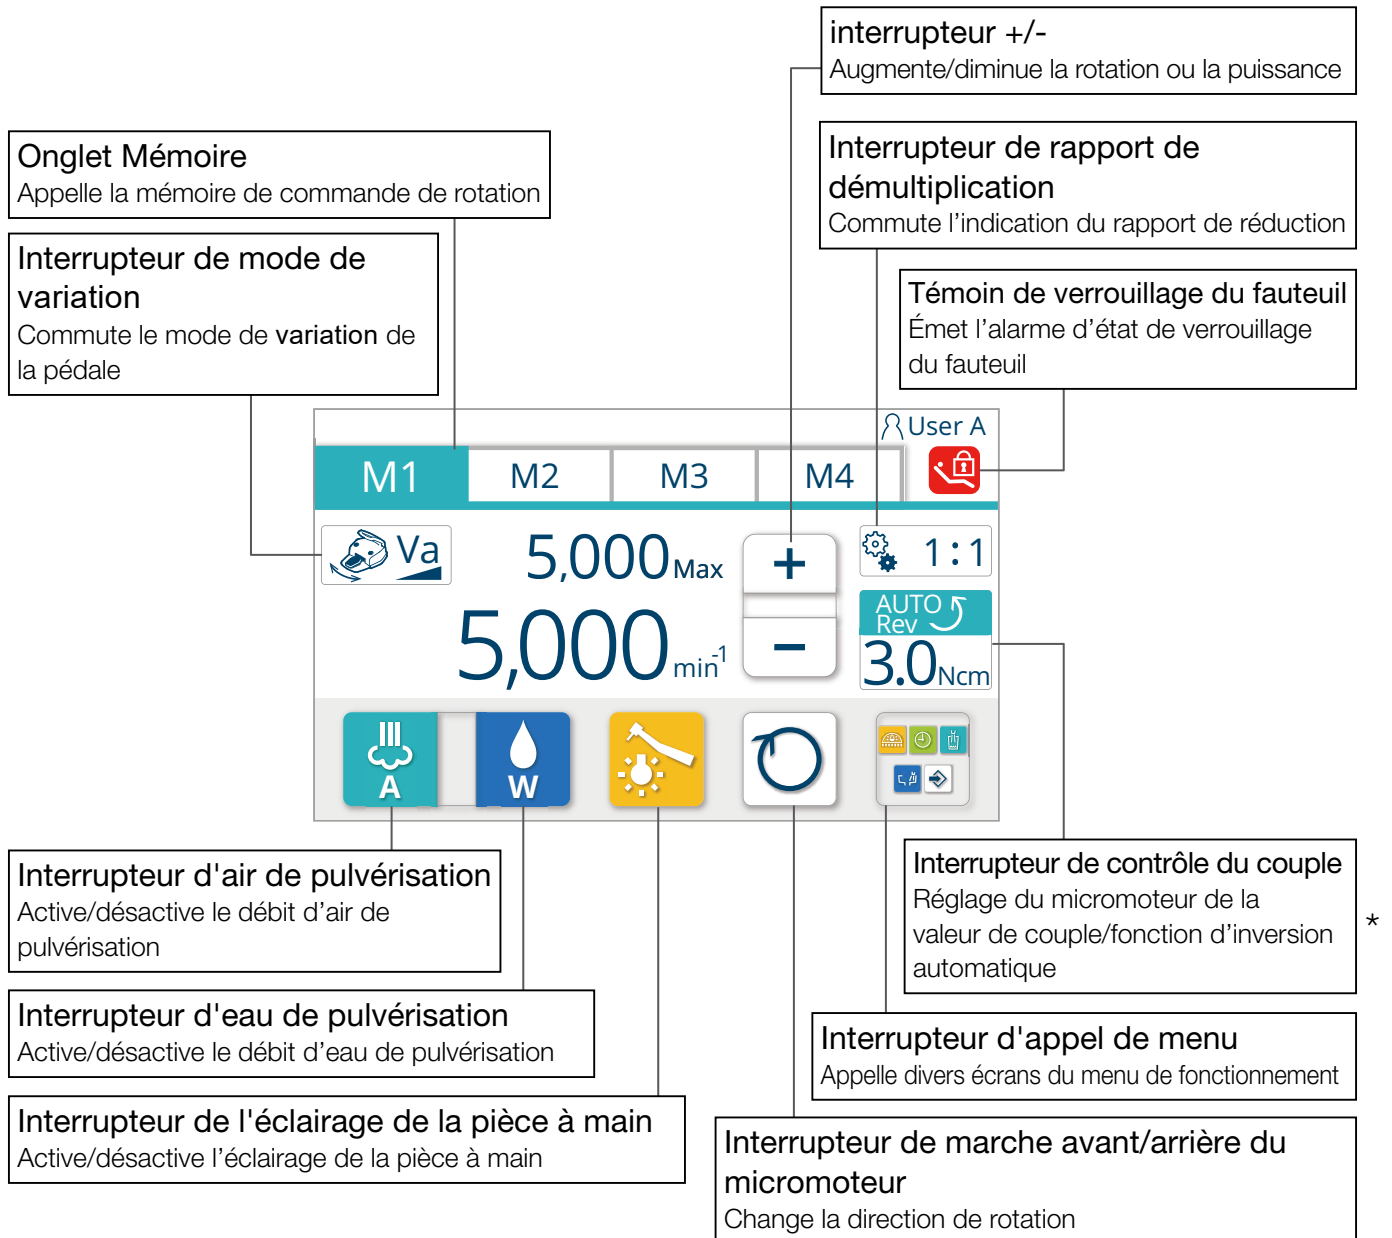 interrupteur +/-
Augmente/diminue la rotation ou la puissance
Onglet Mémoire
Appelle la mémoire de commande de rotation
Interrupteur de rapport de
démultiplication
Commute l’indication du rapport de réduction
Interrupteur de mode de
variation
Commute le mode de variation de
la pédale
Témoin de verrouillage du fauteuil
Émet l’alarme d’état de verrouillage
du fauteuil
User A
M1 M2 M3 M4
Va
5,000 Max
+
1:1
AUTO
Rev
5,000 min-1
-
3.0 Ncm
A
W
Interrupteur d'air de pulvérisation
Active/désactive le débit d’air de
pulvérisation
Interrupteur de contrôle du couple
Réglage du micromoteur de la
valeur de couple/fonction d’inversion
automatique
*
Interrupteur d'eau de pulvérisation
Active/désactive le débit d’eau de pulvérisation
Interrupteur d'appel de menu
Appelle divers écrans du menu de fonctionnement
Interrupteur de l'éclairage de la pièce à main
Active/désactive l’éclairage de la pièce à main
Interrupteur de marche avant/arrière du
micromoteur
Change la direction de rotation